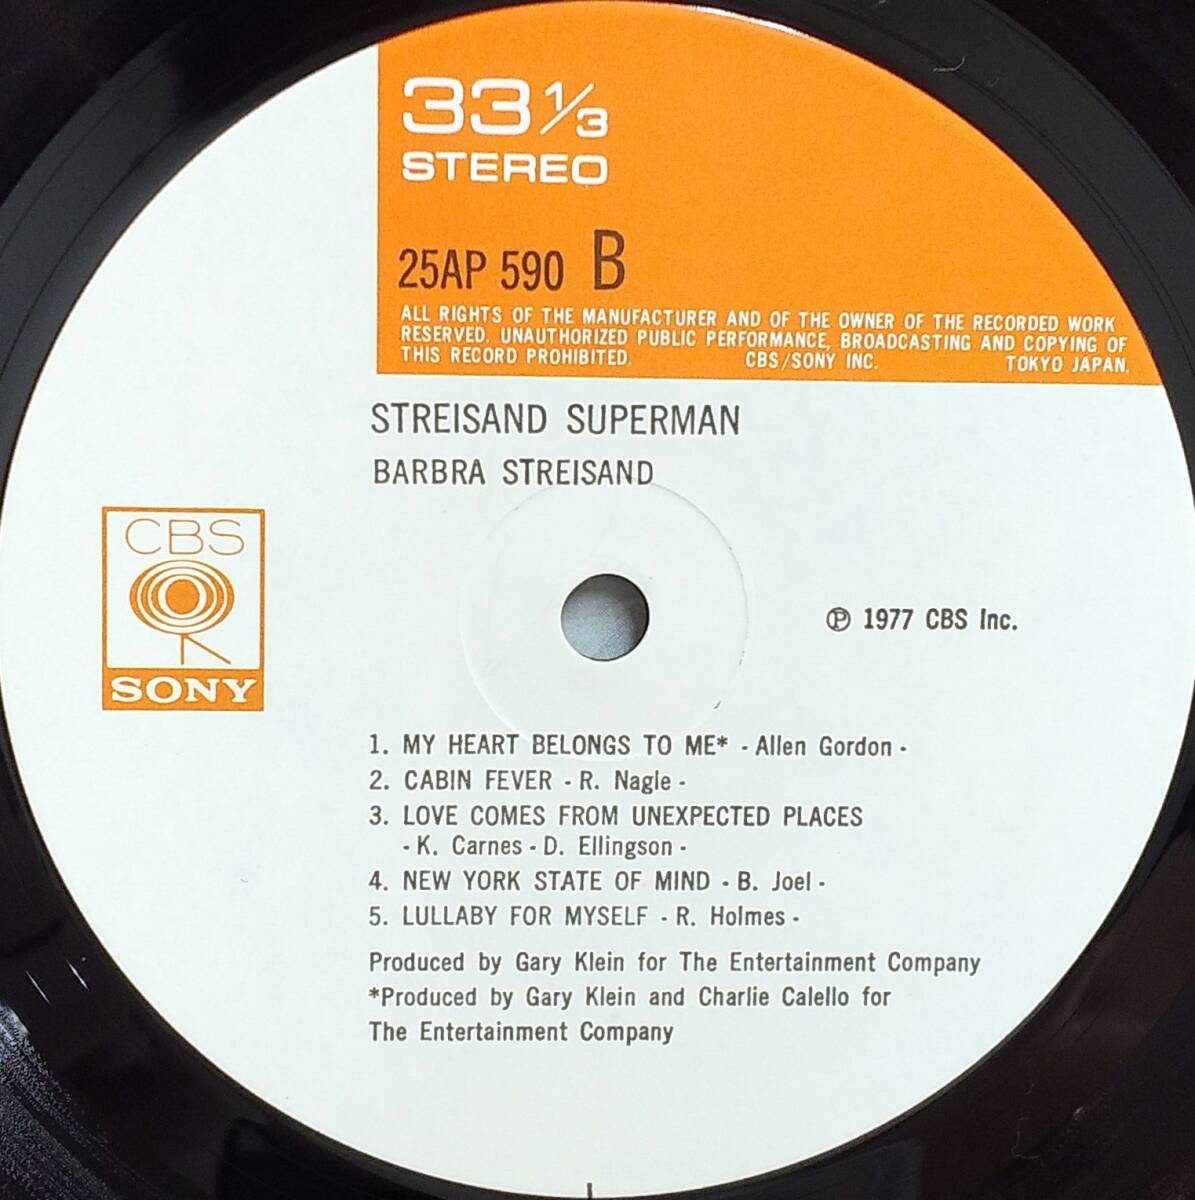 33 1/3
STEREO
25AP 590 B
ALL RIGHTS OF THE MANUFACTURER AND OF THE OWNER OF THE RECORDED WORK
RESERVED. UNAUTHORIZED PUBLIC PERFORMANCE, BROADCASTING AND COPYING OF
THIS RECORD PROHIBITED. CBS/SONY INC. TOKYO JAPAN.
STREISAND SUPERMAN
BARBRA STREISAND
CBS
SONY
℗ 1977 CBS Inc.
1. MY HEART BELONGS TO ME* - Allen Gordon -
2. CABIN FEVER - R. Nagle -
3. LOVE COMES FROM UNEXPECTED PLACES
- K. Carnes - D. Ellingson -
4. NEW YORK STATE OF MIND - B. Joel -
5. LULLABY FOR MYSELF - R. Holmes -
Produced by Gary Klein for The Entertainment Company
*Produced by Gary Klein and Charlie Calello for
The Entertainment Company